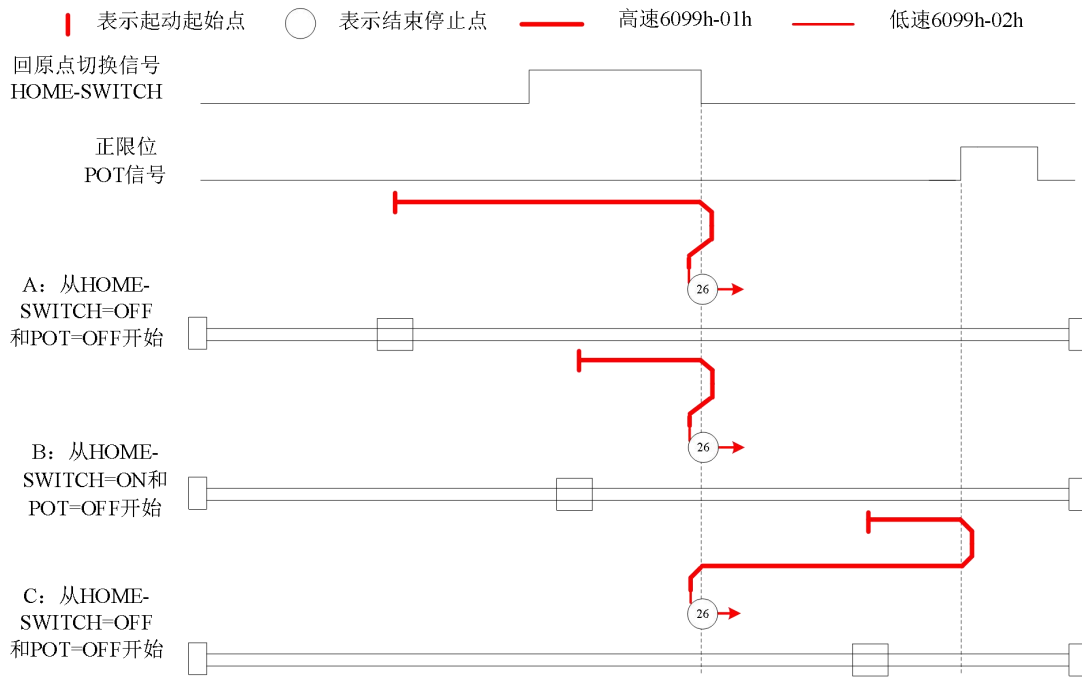 表示起动起始点 表示结束停止点 高速6099h-01h 低速6099h-02h
回原点切换信号
HOME-SWITCH
正限位
POT信号
26
A：从HOME-
SWITCH=OFF
和POT=OFF开始
26
B：从HOME-
SWITCH=ON和
POT=OFF开始
26
C：从HOME-
SWITCH=OFF
和POT=OFF开始